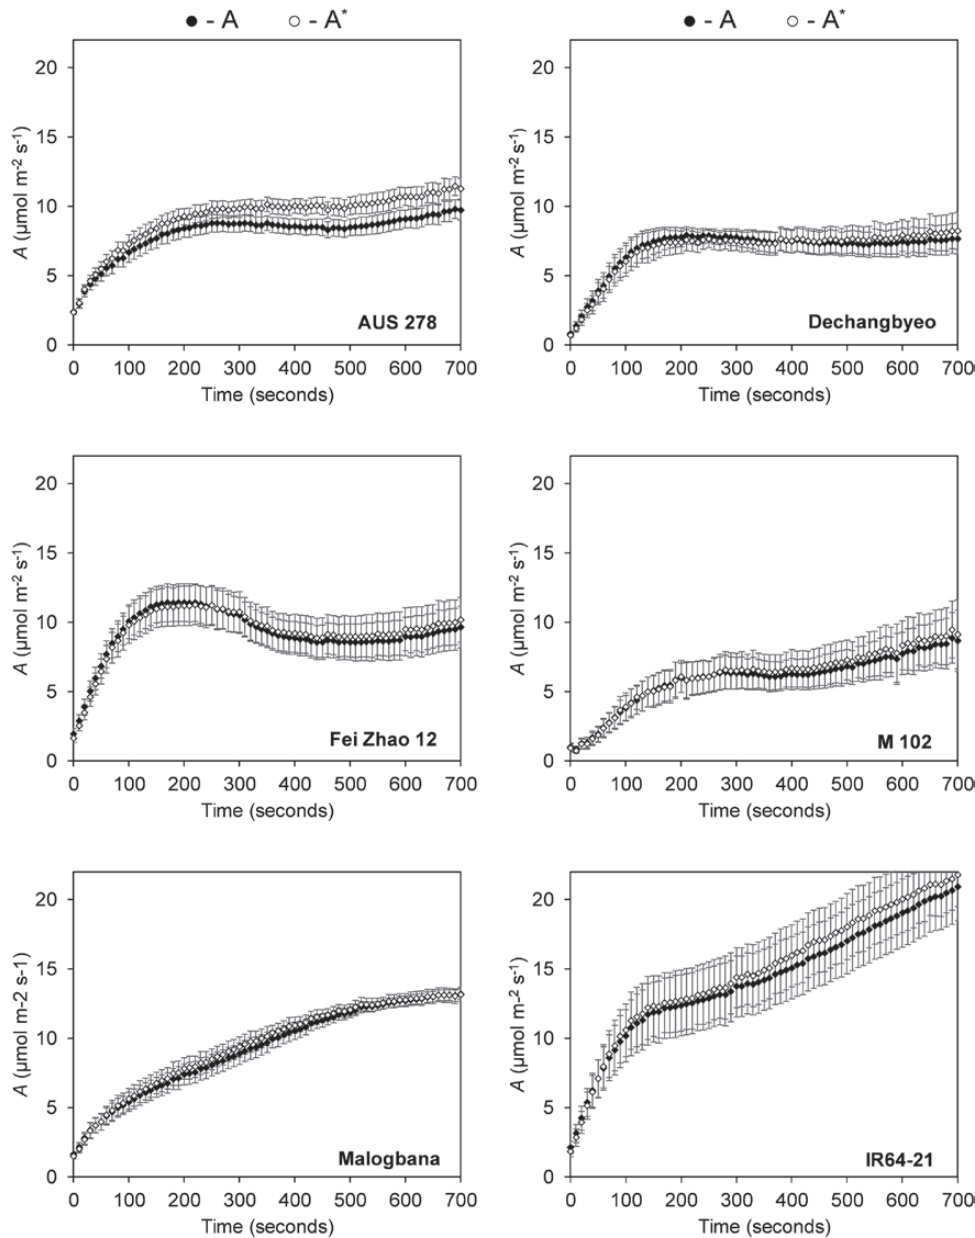 ● - A ○ - A*
● - A ○ - A*
20
15
10
5
0
A (µmol m-2 s-1)
AUS 278
0 100 200 300 400 500 600 700
Time (seconds)
20
15
10
5
0
A (µmol m-2 s-1)
Dechangbyeo
0 100 200 300 400 500 600 700
Time (seconds)
20
15
10
5
0
A (µmol m-2 s-1)
Fei Zhao 12
0 100 200 300 400 500 600 700
Time (seconds)
20
15
10
5
0
A (µmol m-2 s-1)
M 102
0 100 200 300 400 500 600 700
Time (seconds)
20
15
10
5
0
A (µmol m-2 s-1)
Malogbana
0 100 200 300 400 500 600 700
Time (seconds)
20
15
10
5
0
A (µmol m-2 s-1)
IR64-21
0 100 200 300 400 500 600 700
Time (seconds)